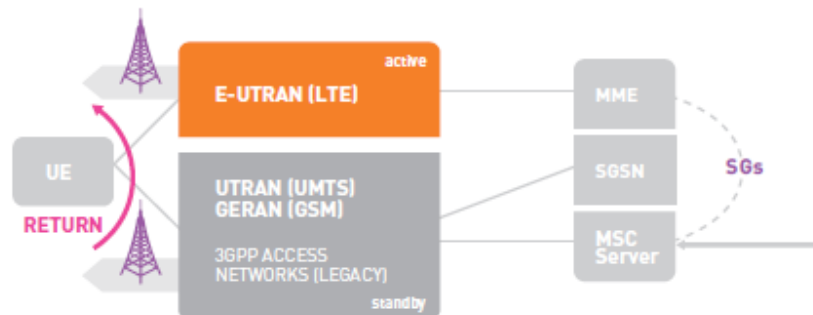 active
E-UTRAN (LTE)
MME
UE
SGSN
SGs
UTRAN (UMTS)
GERAN (GSM)
RETURN
MSC
Server
3GPP ACCESS
NETWORKS (LEGACY)
standby